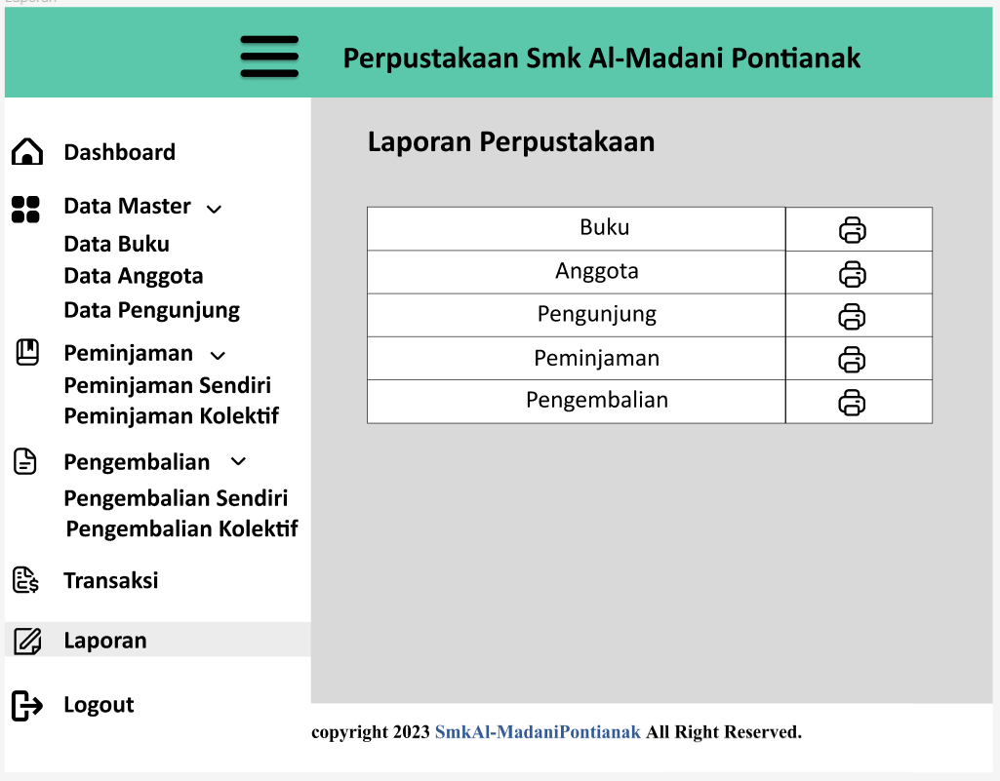 Laporan
Perpustakaan Smk Al-Madani Pontianak
Dashboard
Data Master
Data Buku
Data Anggota
Data Pengunjung
Peminjaman
Peminjaman Sendiri
Peminjaman Kolektif
Pengembalian
Pengembalian Sendiri
Pengembalian Kolektif
Transaksi
Laporan
Logout
Laporan Perpustakaan
Buku
Anggota
Pengunjung
Peminjaman
Pengembalian
copyright 2023 SmkAl-MadaniPontianak All Right Reserved.